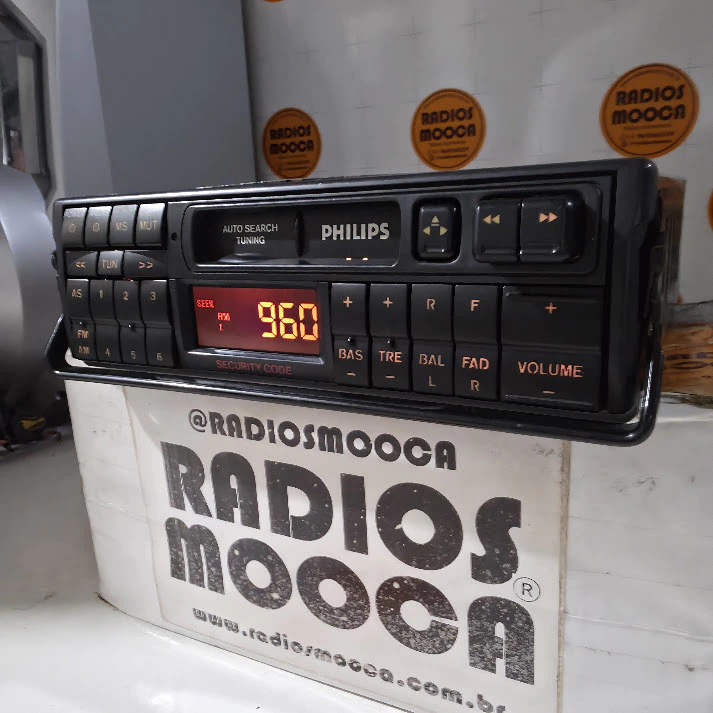 RADIOS
MOOCA
RADIOS
MOOCA
RADIOS
MOOCA
MS MUT
AUTO SEARCH
TUNING
PHILIPS
<< TUN >>
AS 1 2 3
FM
AM 4 5 6
SEEK
960
SECURITY CODE
+ + R F +
BAS TRE BAL FAD VOLUME
− − L R −
@RADIOSMOOCA
RADIOS
MOOCA
®
www.radiosmooca.com.br